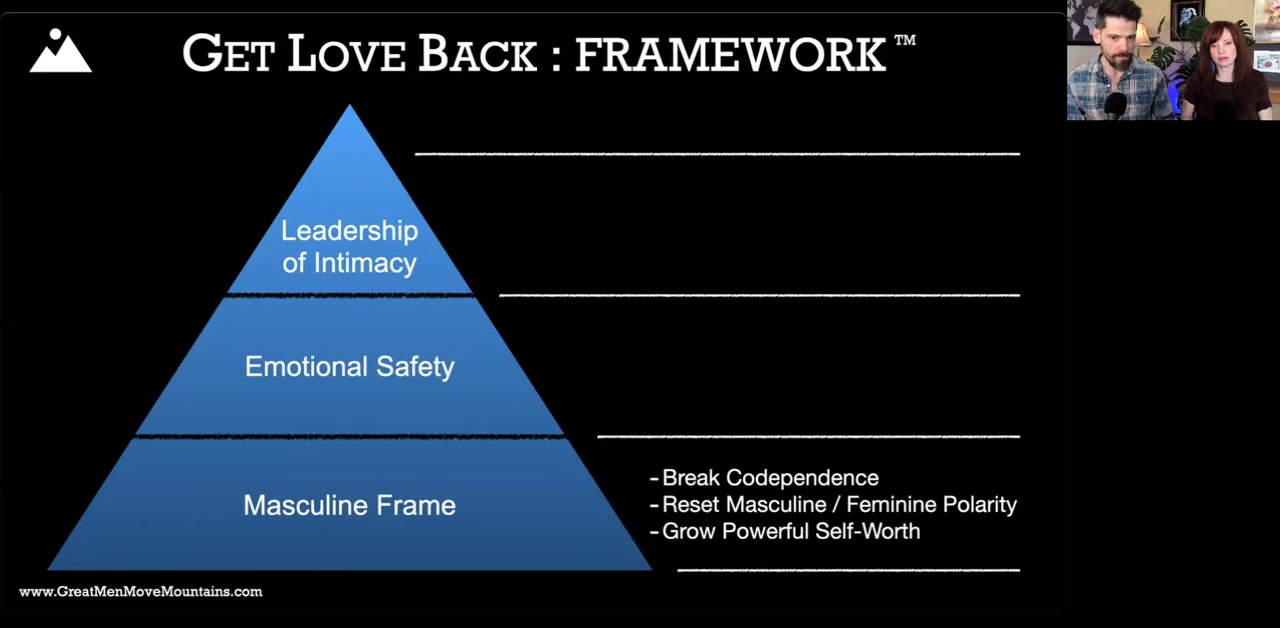 GET LOVE BACK : FRAMEWORK™
Leadership
of Intimacy
Emotional Safety
Masculine Frame
- Break Codependence
- Reset Masculine / Feminine Polarity
- Grow Powerful Self-Worth
www.GreatMenMoveMountains.com